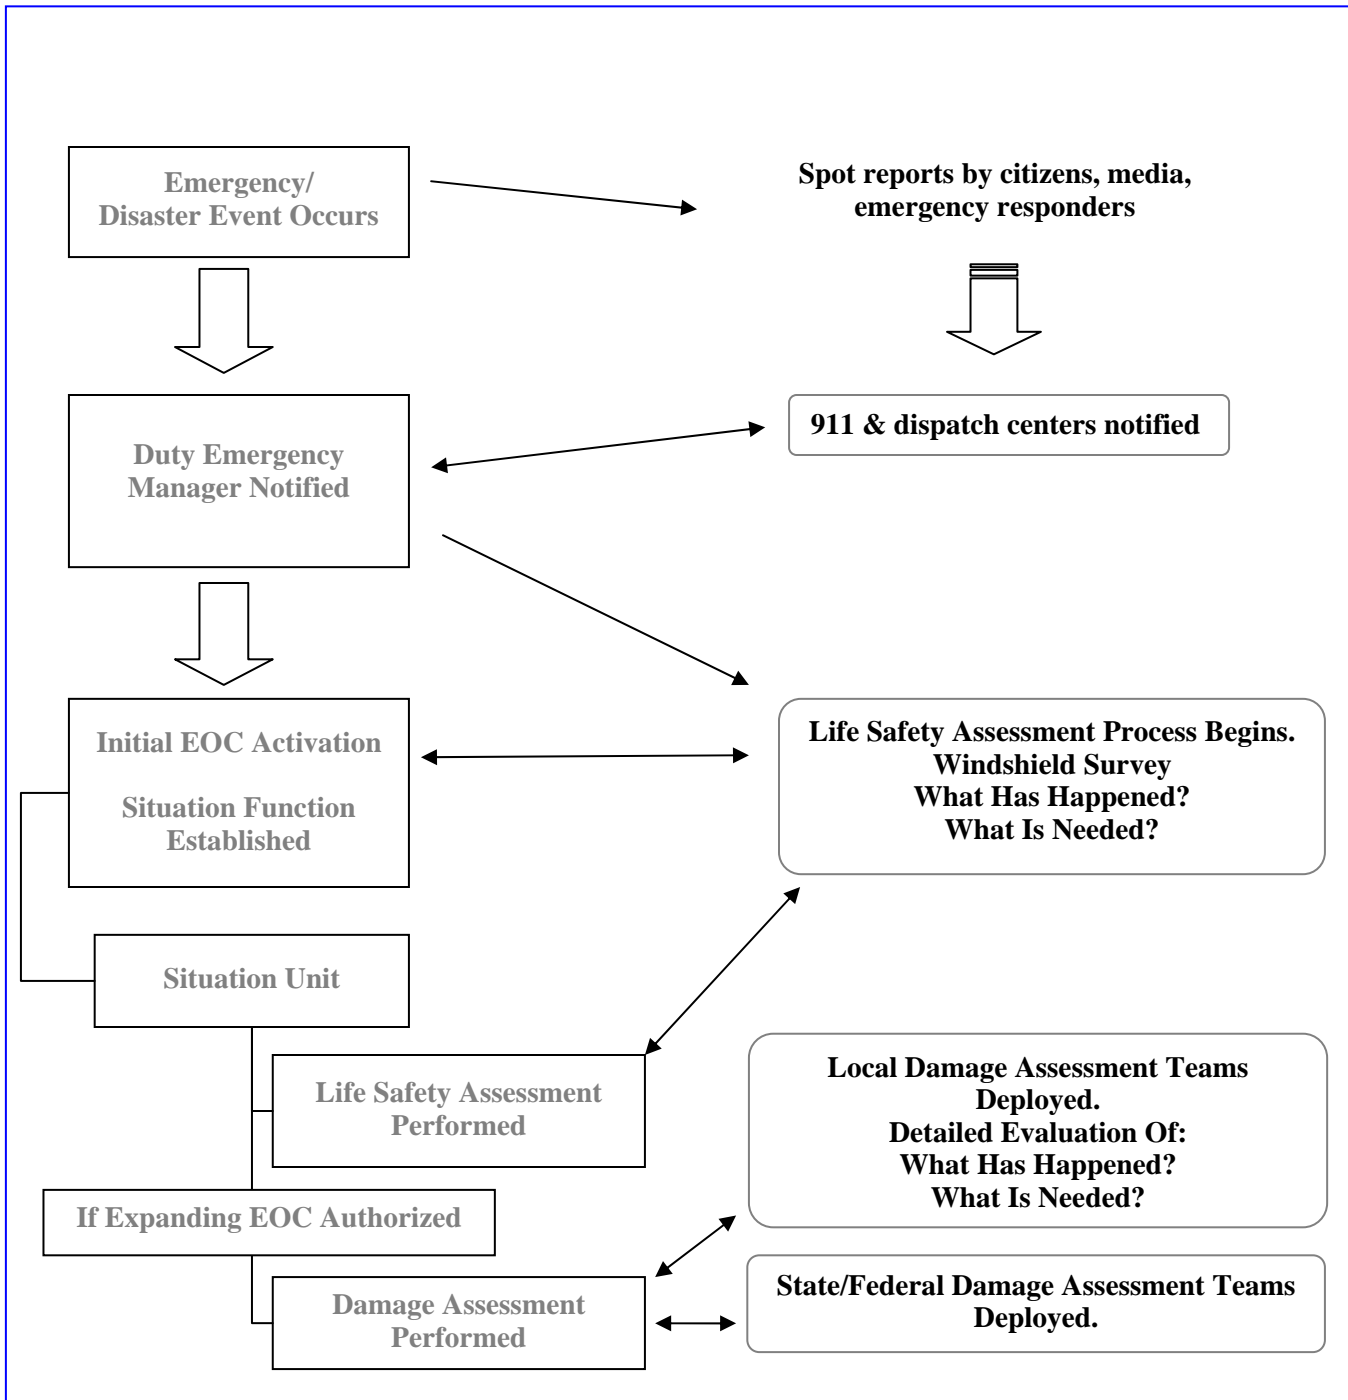 Emergency/
Disaster Event Occurs
Spot reports by citizens, media,
emergency responders
Duty Emergency
Manager Notified
911 & dispatch centers notified
Initial EOC Activation
Situation Function
Established
Life Safety Assessment Process Begins.
Windshield Survey
What Has Happened?
What Is Needed?
Situation Unit
Life Safety Assessment
Performed
Local Damage Assessment Teams
Deployed.
Detailed Evaluation Of:
What Has Happened?
What Is Needed?
If Expanding EOC Authorized
Damage Assessment
Performed
State/Federal Damage Assessment Teams
Deployed.